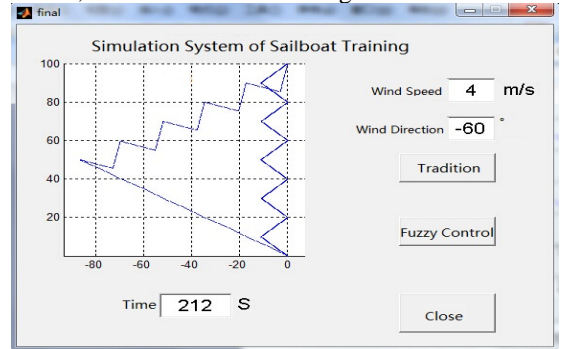 final
Simulation System of Sailboat Training
100
80
60
40
20
-80 -60 -40 -20 0
Wind Speed 4 m/s
Wind Direction -60 °
Tradition
Fuzzy Control
Time 212 S
Close